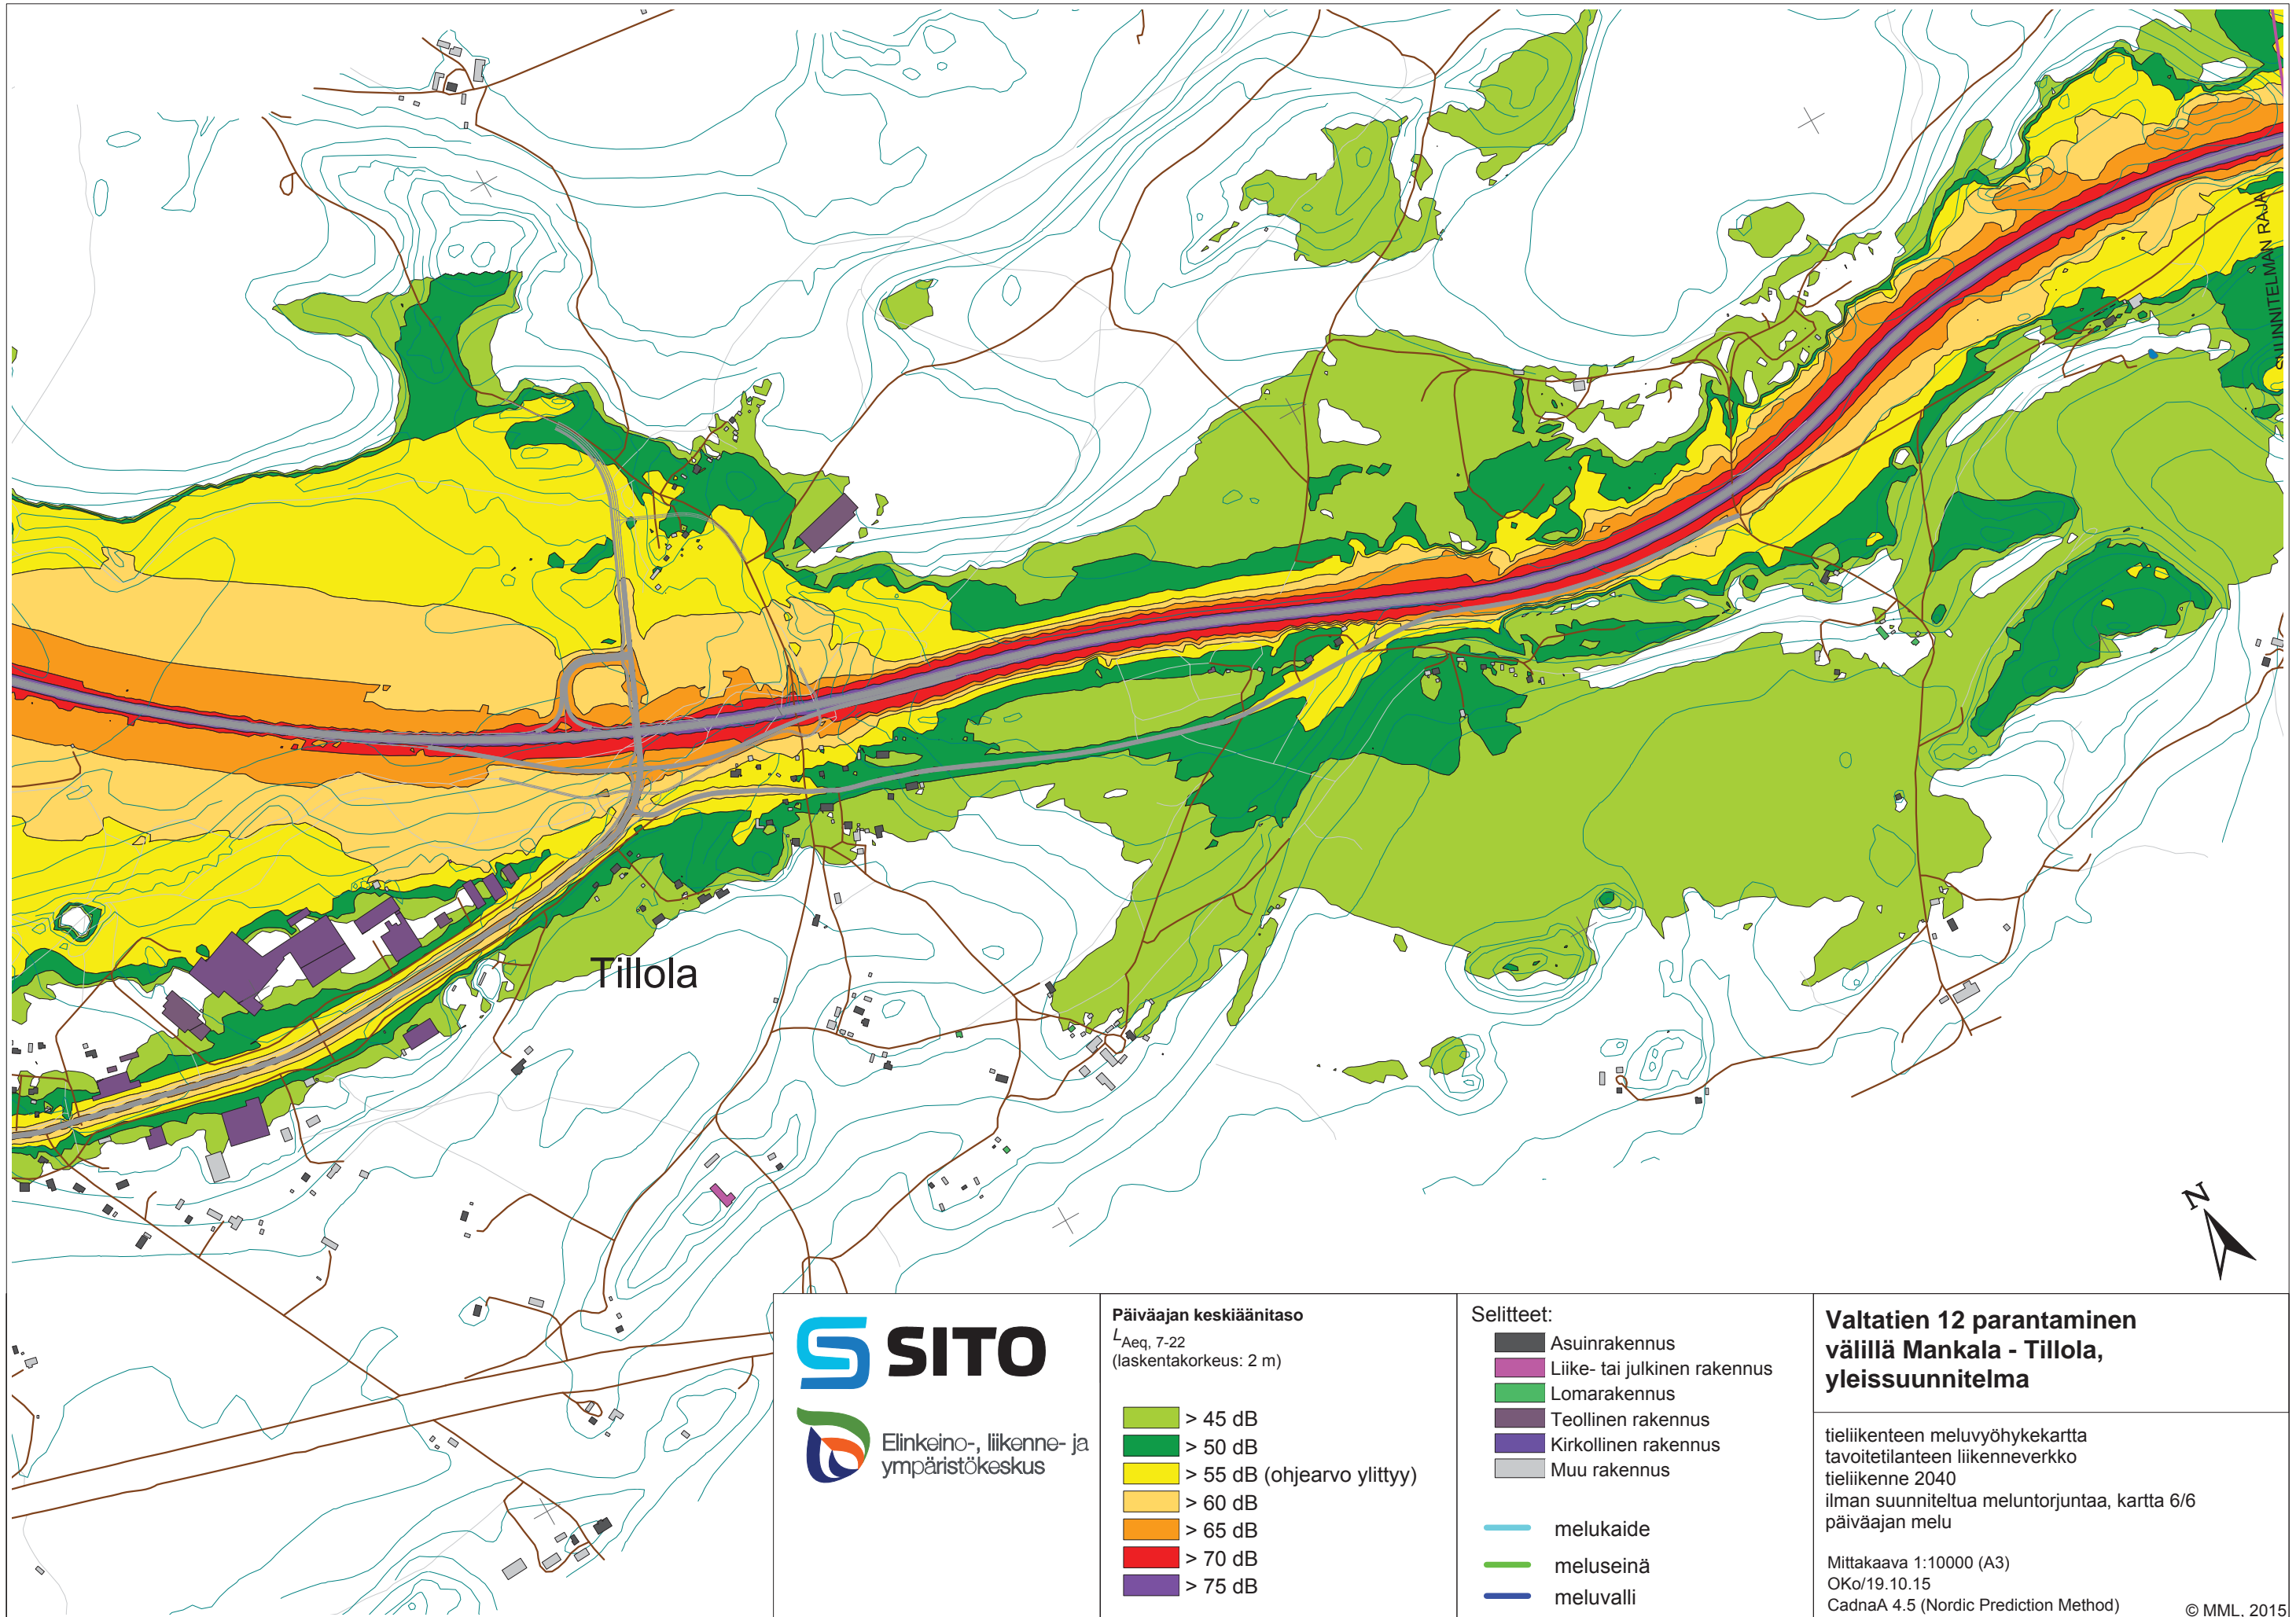 SUUNNITELMAN RAJA
Tillola
N
SITO
Elinkeino-, liikenne- ja
ympäristökeskus
Päiväajan keskiäänitaso
LAeq, 7-22
(laskentakorkeus: 2 m)
> 45 dB
> 50 dB
> 55 dB (ohjearvo ylittyy)
> 60 dB
> 65 dB
> 70 dB
> 75 dB
Selitteet:
Asuinrakennus
Liike- tai julkinen rakennus
Lomarakennus
Teollinen rakennus
Kirkollinen rakennus
Muu rakennus
melukaide
meluseinä
meluvalli
Valtatien 12 parantaminen
välillä Mankala - Tillola,
yleissuunnitelma
tieliikenteen meluvyöhykekartta
tavoitetilanteen liikenneverkko
tieliikenne 2040
ilman suunniteltua meluntorjuntaa, kartta 6/6
päiväajan melu
Mittakaava 1:10000 (A3)
OKo/19.10.15
CadnaA 4.5 (Nordic Prediction Method)
© MML, 2015